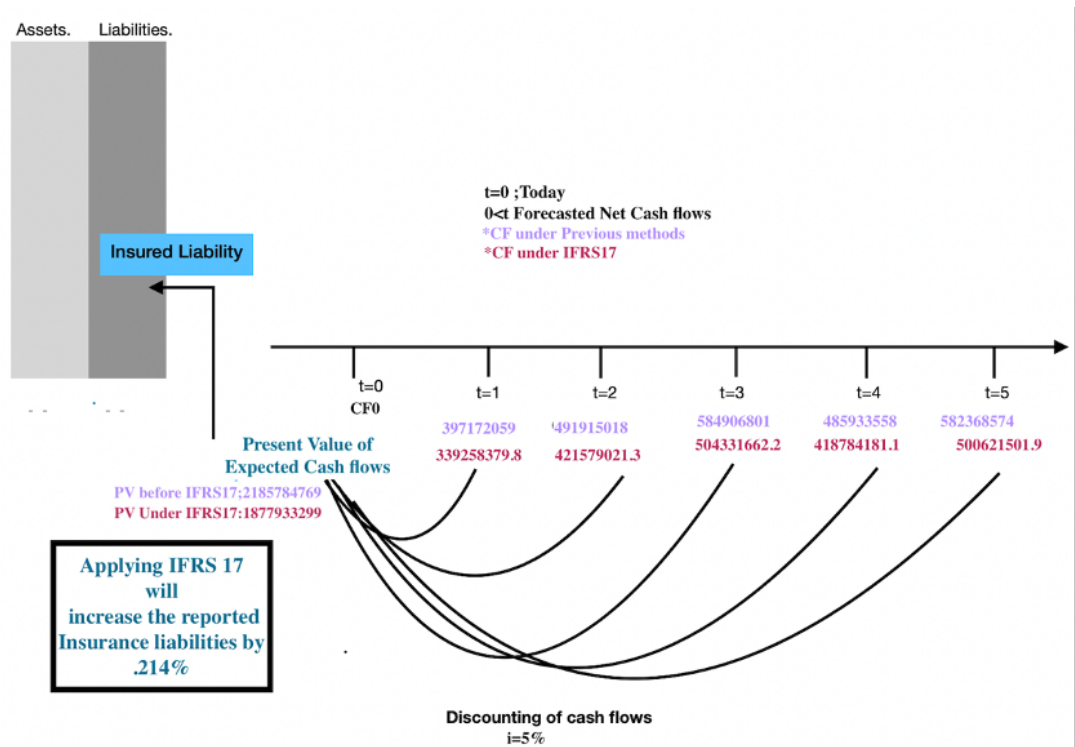 Assets. Liabilities.
t=0 ;Today
0<t Forecasted Net Cash flows
*CF under Previous methods
*CF under IFRS17
Insured Liability
t=0 t=1 t=2 t=3 t=4 t=5
CF0
397172059 491915018 584906801 485933558 582368574
339258379.8 421579021.3 504331662.2 418784181.1 500621501.9
Present Value of
Expected Cash flows
PV before IFRS17;2185784769
PV Under IFRS17:1877933299
Applying IFRS 17
will
increase the reported
Insurance liabilities by
.214%
Discounting of cash flows
i=5%